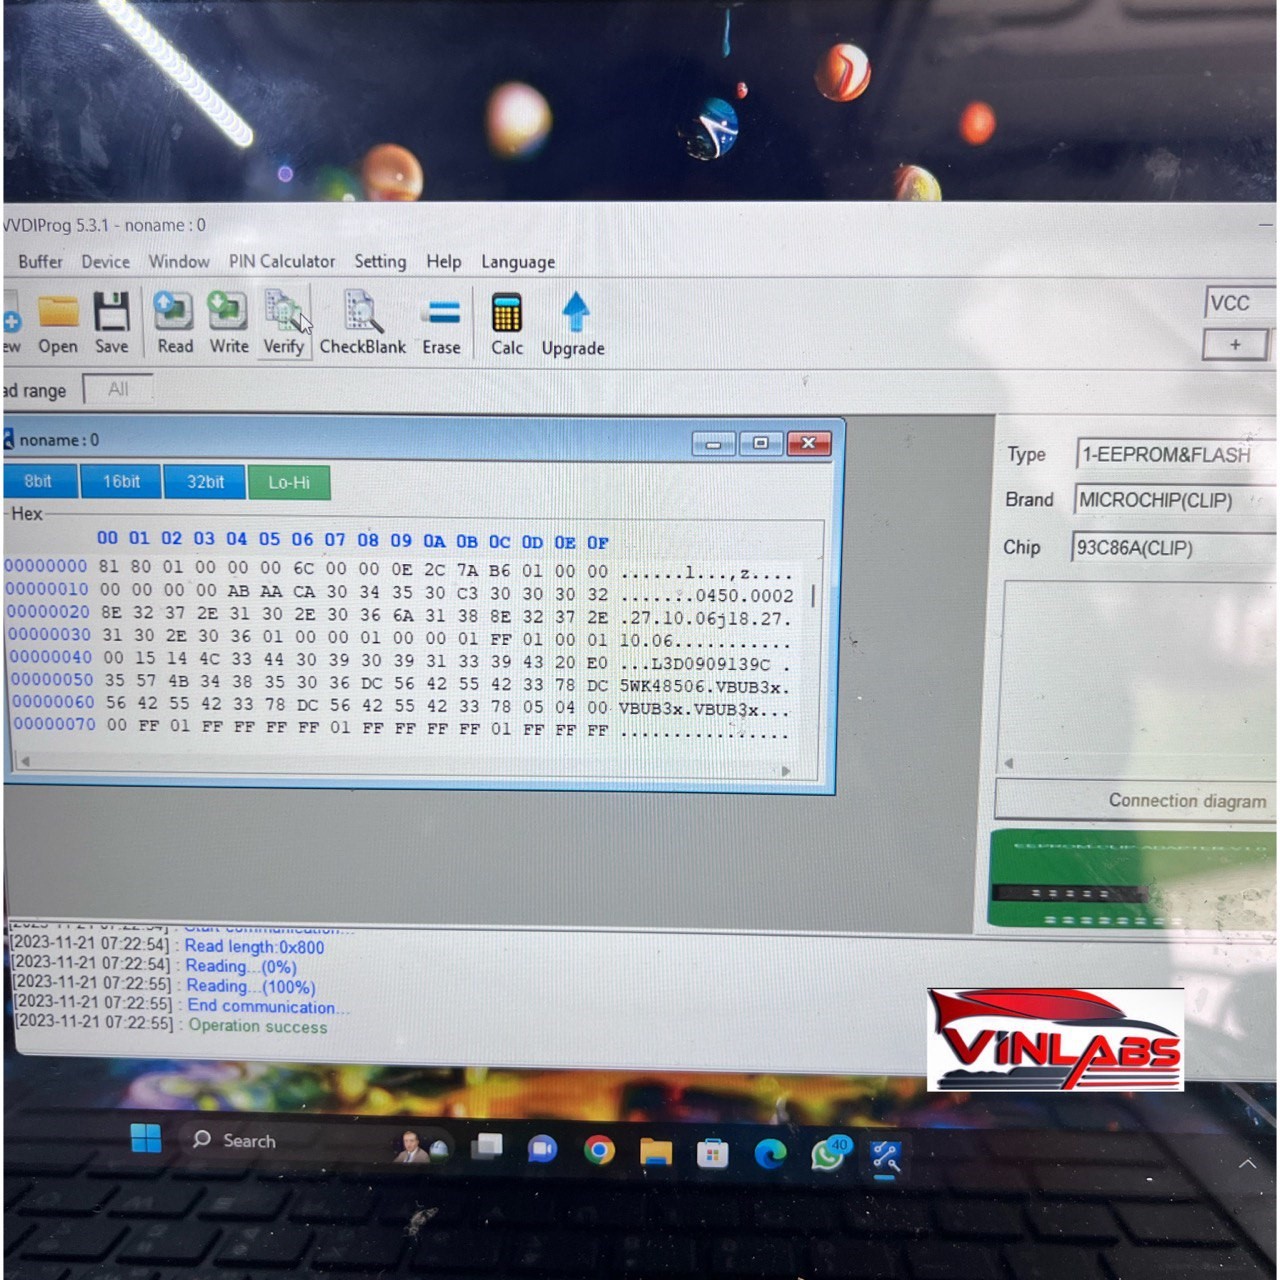 VVDIProg 5.3.1 - noname : 0
Buffer Device Window PIN Calculator Setting Help Language
Open Save Read Write Verify CheckBlank Erase Calc Upgrade
VCC
+
All
noname : 0
8bit 16bit 32bit Lo-Hi
Hex
00 01 02 03 04 05 06 07 08 09 0A 0B 0C 0D 0E 0F
00000000 81 80 01 00 00 00 6C 00 00 0E 2C 7A B6 01 00 00 ......l...,z....
00000010 00 00 00 00 AB AA CA 30 34 35 30 C3 30 30 30 32 .......0450.0002
00000020 8E 32 37 2E 31 30 2E 30 36 6A 31 38 8E 32 37 2E .27.10.06j18.27.
00000030 31 30 2E 30 36 01 00 00 01 00 00 01 FF 01 00 01 10.06...........
00000040 00 15 14 4C 33 44 30 39 30 39 31 33 39 43 20 E0 ...L3D0909139C .
00000050 35 57 4B 34 38 35 30 36 DC 56 42 55 42 33 78 DC 5WK48506.VBUB3x.
00000060 56 42 55 42 33 78 DC 56 42 55 42 33 78 05 04 00 VBUB3x.VBUB3x...
00000070 00 FF 01 FF FF FF FF 01 FF FF FF FF 01 FF FF FF ................
Type 1-EEPROM&FLASH
Brand MICROCHIP(CLIP)
Chip 93C86A(CLIP)
Connection diagram
[2023-11-21 07:22:54] : Read length:0x800
[2023-11-21 07:22:54] : Reading...(0%)
[2023-11-21 07:22:55] : Reading...(100%)
[2023-11-21 07:22:55] : End communication...
[2023-11-21 07:22:55] : Operation success
VINLABS
Search
40